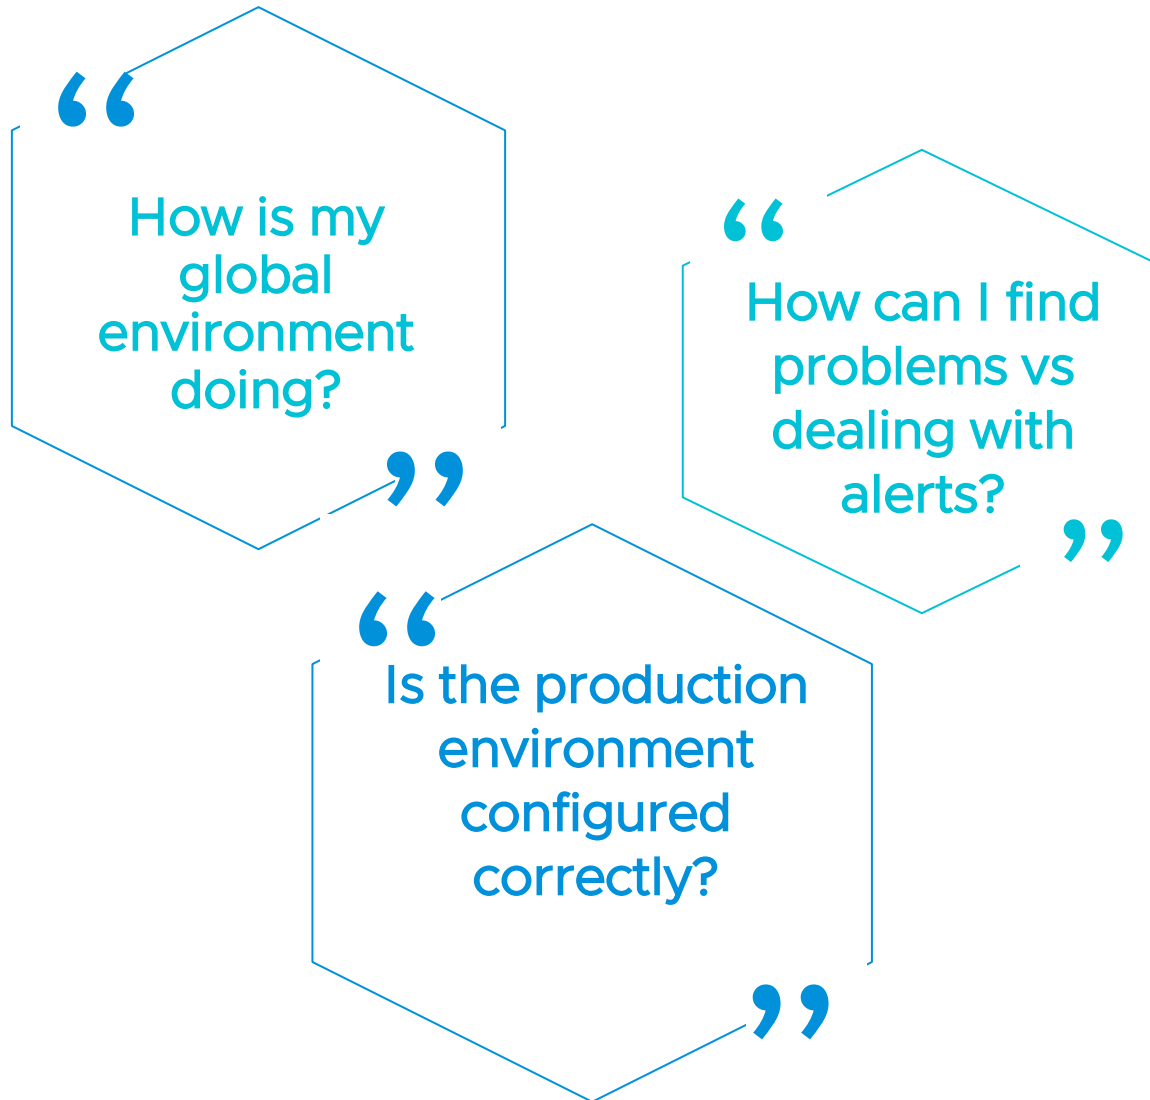 “
How is my
global
environment
doing?
”
“
How can I find
problems vs
dealing with
alerts?
”
“
Is the production
environment
configured
correctly?
”